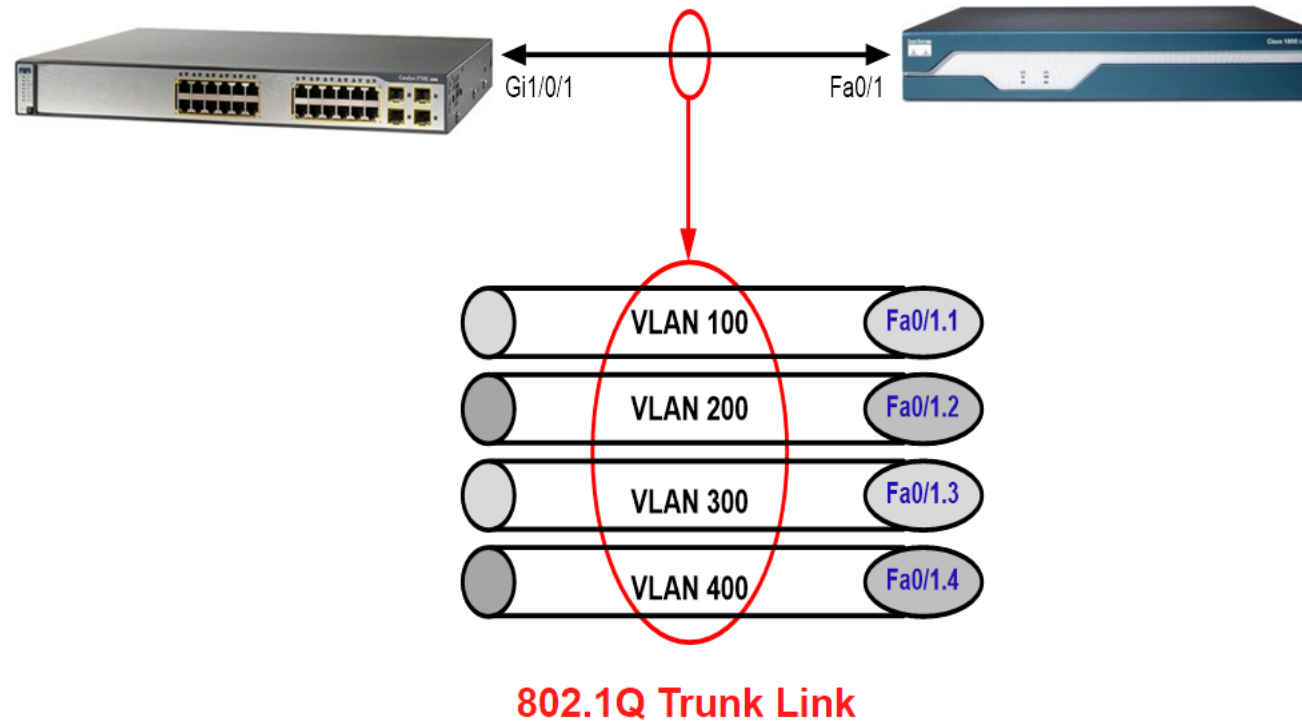 Gi1/0/1
Fa0/1
VLAN 100
Fa0/1.1
VLAN 200
Fa0/1.2
VLAN 300
Fa0/1.3
VLAN 400
Fa0/1.4
802.1Q Trunk Link